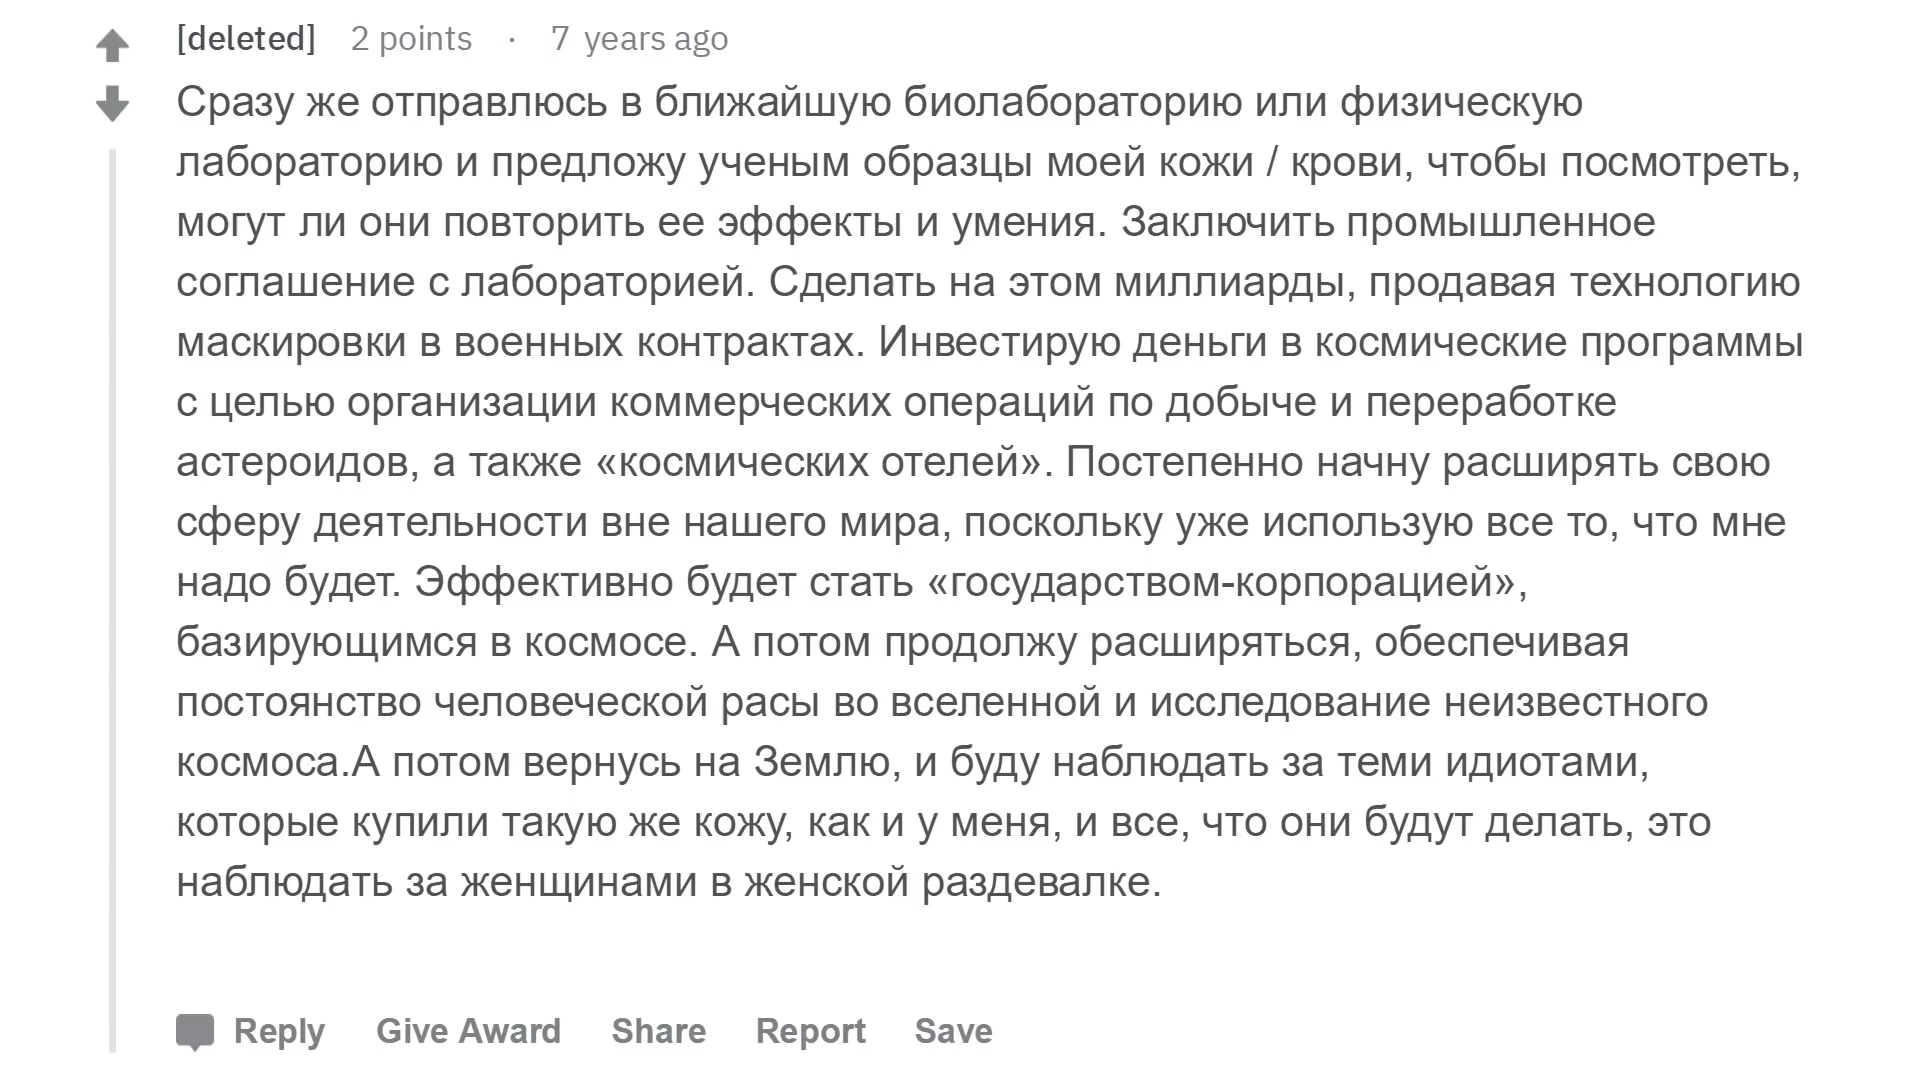 [deleted] 2 points · 7 years ago
Сразу же отправлюсь в ближайшую биолабораторию или физическую
лабораторию и предложу ученым образцы моей кожи / крови, чтобы посмотреть,
могут ли они повторить ее эффекты и умения. Заключить промышленное
соглашение с лабораторией. Сделать на этом миллиарды, продавая технологию
маскировки в военных контрактах. Инвестирую деньги в космические программы
с целью организации коммерческих операций по добыче и переработке
астероидов, а также «космических отелей». Постепенно начну расширять свою
сферу деятельности вне нашего мира, поскольку уже использую все то, что мне
надо будет. Эффективно будет стать «государством-корпорацией»,
базирующимся в космосе. А потом продолжу расширяться, обеспечивая
постоянство человеческой расы во вселенной и исследование неизвестного
космоса.А потом вернусь на Землю, и буду наблюдать за теми идиотами,
которые купили такую же кожу, как и у меня, и все, что они будут делать, это
наблюдать за женщинами в женской раздевалке.
Reply Give Award Share Report Save